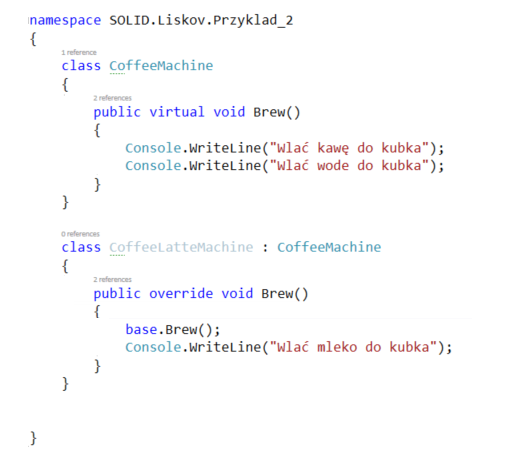 namespace SOLID.Liskov.Przyklad_2
{
1 reference
class CoffeeMachine
{
2 references
public virtual void Brew()
{
Console.WriteLine("Wlać kawę do kubka");
Console.WriteLine("Wlać wode do kubka");
}
}
0 references
class CoffeeLatteMachine : CoffeeMachine
{
2 references
public override void Brew()
{
base.Brew();
Console.WriteLine("Wlać mleko do kubka");
}
}
}